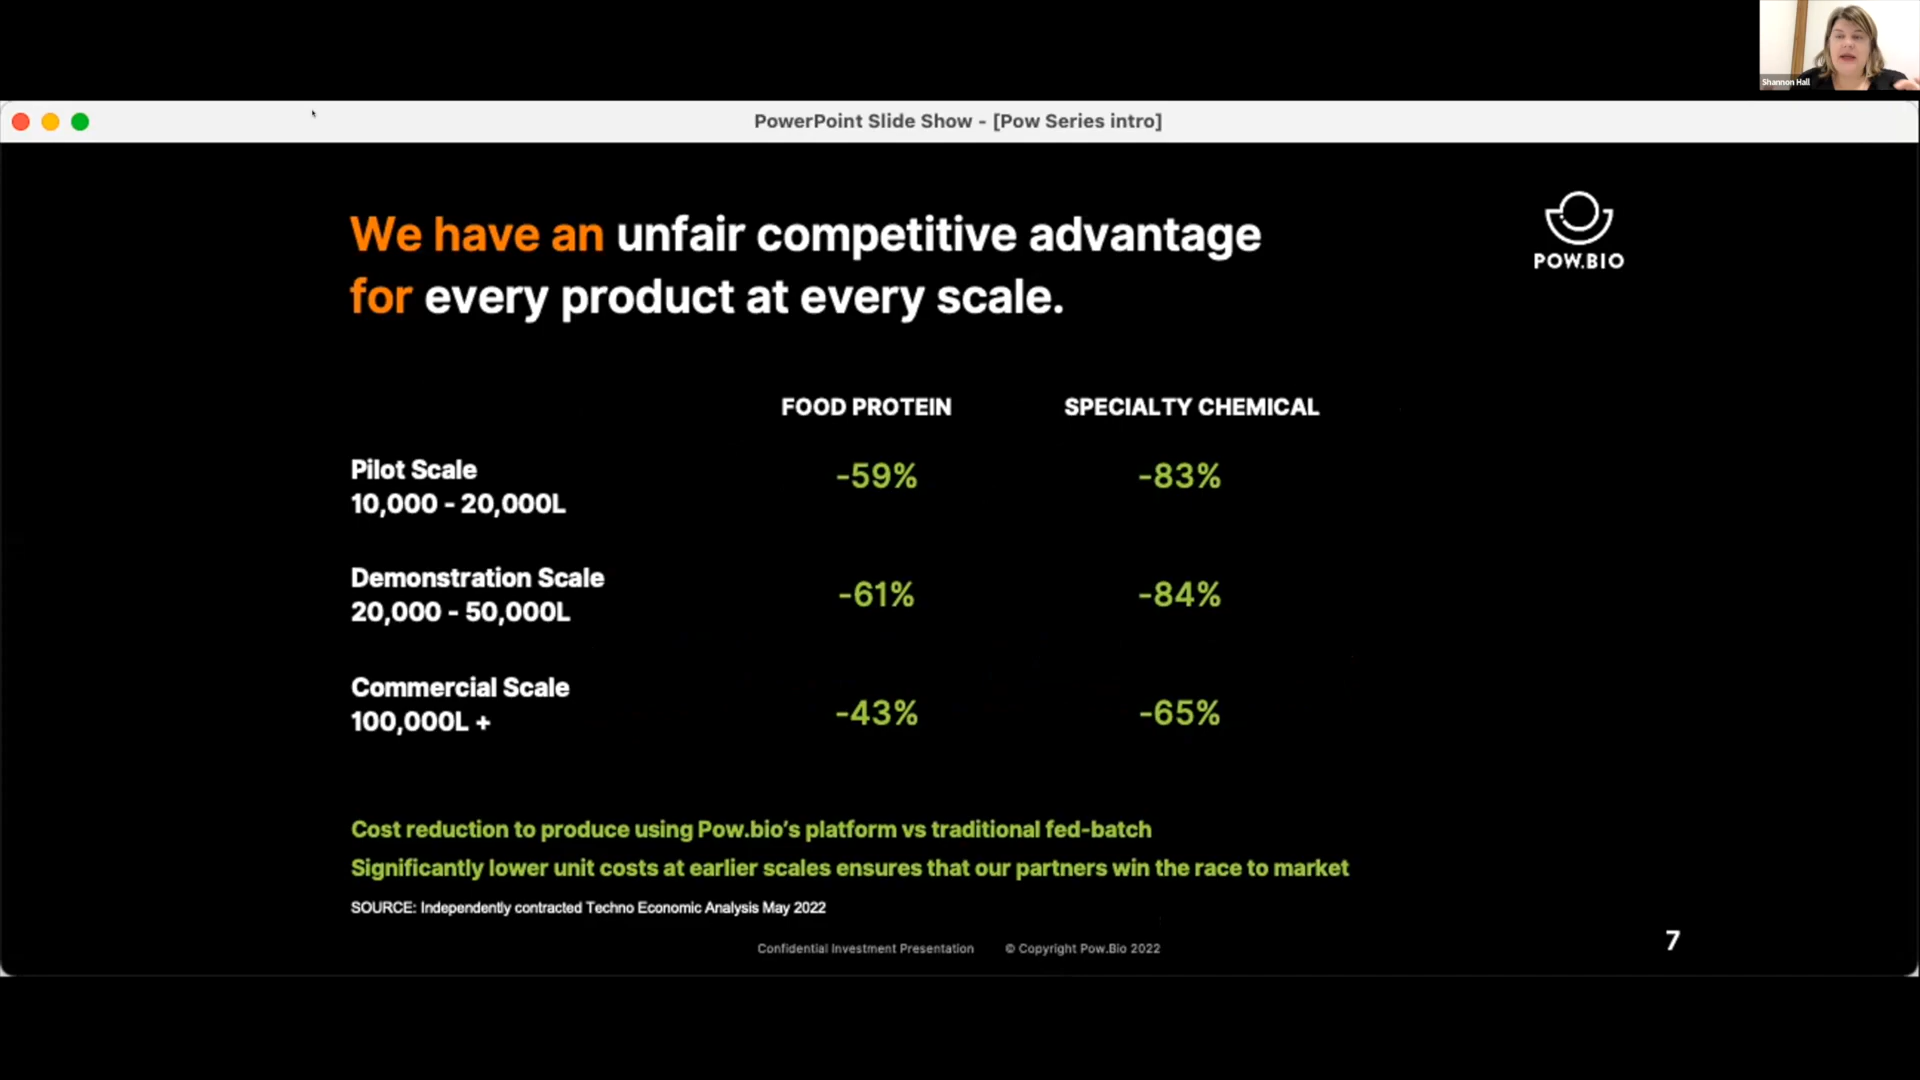 Shannon Hall
PowerPoint Slide Show - [Pow Series intro]
We have an unfair competitive advantage
for every product at every scale.
POW.BIO
FOOD PROTEIN SPECIALTY CHEMICAL
Pilot Scale
10,000 - 20,000L
-59% -83%
Demonstration Scale
20,000 - 50,000L
-61% -84%
Commercial Scale
100,000L +
-43% -65%
Cost reduction to produce using Pow.bio's platform vs traditional fed-batch
Significantly lower unit costs at earlier scales ensures that our partners win the race to market
SOURCE: Independently contracted Techno Economic Analysis May 2022
Confidential Investment Presentation © Copyright Pow.Bio 2022
7